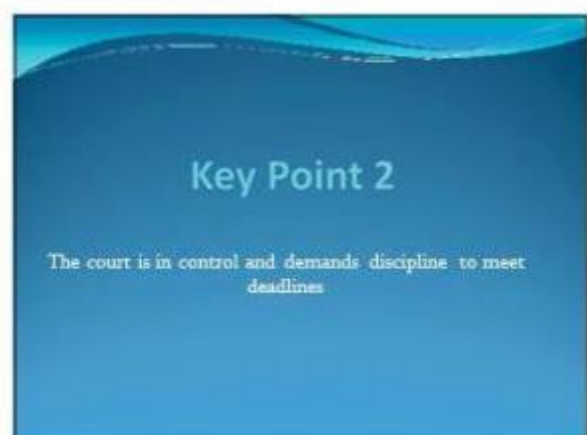 Key Point 2
The court is in control and demands discipline to meet
deadlines